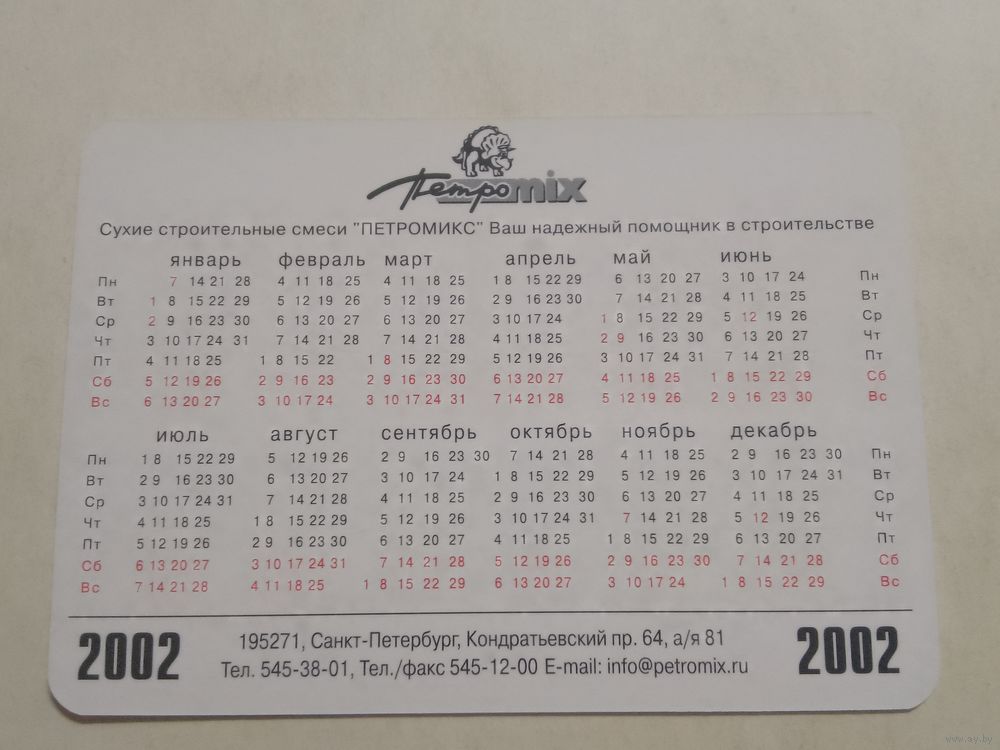 Петроmix
Сухие строительные смеси "ПЕТРОМИКС" Ваш надежный помощник в строительстве
январь февраль март апрель май июнь
Пн 7 14 21 28 4 11 18 25 4 11 18 25 1 8 15 22 29 6 13 20 27 3 10 17 24 Пн
Вт 1 8 15 22 29 5 12 19 26 5 12 19 26 2 9 16 23 30 7 14 21 28 4 11 18 25 Вт
Ср 2 9 16 23 30 6 13 20 27 6 13 20 27 3 10 17 24 1 8 15 22 29 5 12 19 26 Ср
Чт 3 10 17 24 31 7 14 21 28 7 14 21 28 4 11 18 25 2 9 16 23 30 6 13 20 27 Чт
Пт 4 11 18 25 1 8 15 22 1 8 15 22 29 5 12 19 26 3 10 17 24 31 7 14 21 28 Пт
Сб 5 12 19 26 2 9 16 23 2 9 16 23 30 6 13 20 27 4 11 18 25 1 8 15 22 29 Сб
Вс 6 13 20 27 3 10 17 24 3 10 17 24 31 7 14 21 28 5 12 19 26 2 9 16 23 30 Вс
июль август сентябрь октябрь ноябрь декабрь
Пн 1 8 15 22 29 5 12 19 26 2 9 16 23 30 7 14 21 28 4 11 18 25 2 9 16 23 30 Пн
Вт 2 9 16 23 30 6 13 20 27 3 10 17 24 1 8 15 22 29 5 12 19 26 3 10 17 24 31 Вт
Ср 3 10 17 24 31 7 14 21 28 4 11 18 25 2 9 16 23 30 6 13 20 27 4 11 18 25 Ср
Чт 4 11 18 25 1 8 15 22 29 5 12 19 26 3 10 17 24 31 7 14 21 28 5 12 19 26 Чт
Пт 5 12 19 26 2 9 16 23 30 6 13 20 27 4 11 18 25 1 8 15 22 29 6 13 20 27 Пт
Сб 6 13 20 27 3 10 17 24 31 7 14 21 28 5 12 19 26 2 9 16 23 30 7 14 21 28 Сб
Вс 7 14 21 28 4 11 18 25 1 8 15 22 29 6 13 20 27 3 10 17 24 1 8 15 22 29 Вс
2002 195271, Санкт-Петербург, Кондратьевский пр. 64, а/я 81 2002
Тел. 545-38-01, Тел./факс 545-12-00 E-mail: info@petromix.ru
www.ay.by